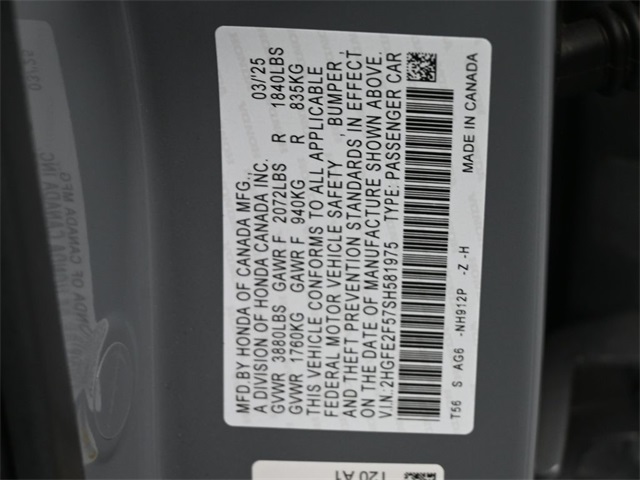 MFD.BY HONDA OF CANADA MFG., 03/'25
A DIVISION OF HONDA CANADA INC.
GVWR 3880LBS GAWR F 2072LBS R 1840LBS
GVWR 1760KG GAWR F 940KG R 835KG
THIS VEHICLE CONFORMS TO ALL APPLICABLE
FEDERAL MOTOR VEHICLE SAFETY , BUMPER ,
AND THEFT PREVENTION STANDARDS IN EFFECT
ON THE DATE OF MANUFACTURE SHOWN ABOVE.
V.I.N.:2HGFE2F57SH581975 TYPE: PASSENGER CAR
T56 S AG6 -NH912P -Z -H MADE IN CANADA
T20 A1